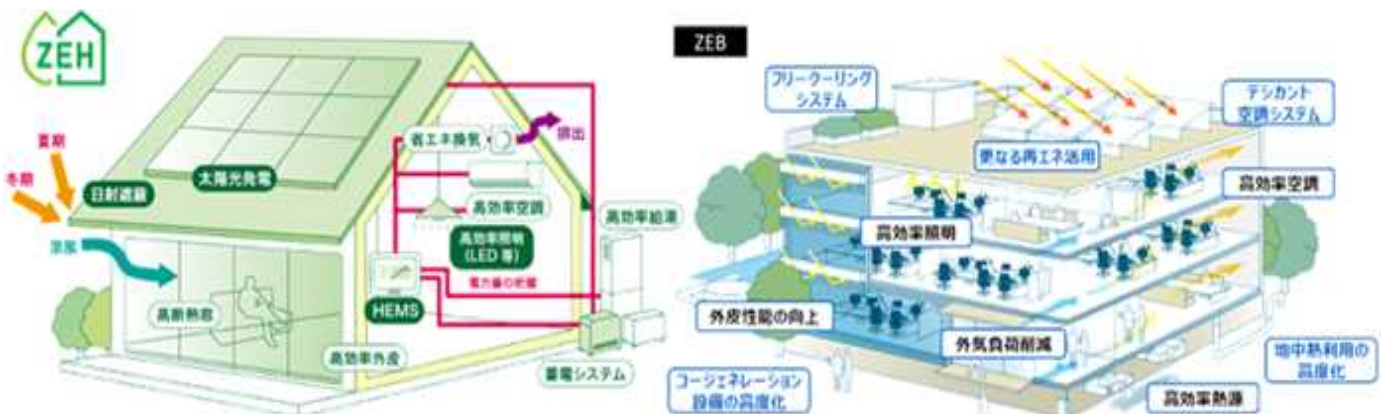 ZEH
夏期
冬期
日射遮蔽
太陽光発電
涼風
高断熱窓
省エネ換気
排出
高効率空調
高効率照明
(LED 等)
高効率給湯
電力量の把握
HEMS
高効率外皮
蓄電システム
ZEB
フリークーリング
システム
デシカント
空調システム
更なる再エネ活用
高効率空調
高効率照明
外皮性能の向上
外気負荷削減
地中熱利用の
高度化
コージェネレーション
設備の高度化
高効率熱源